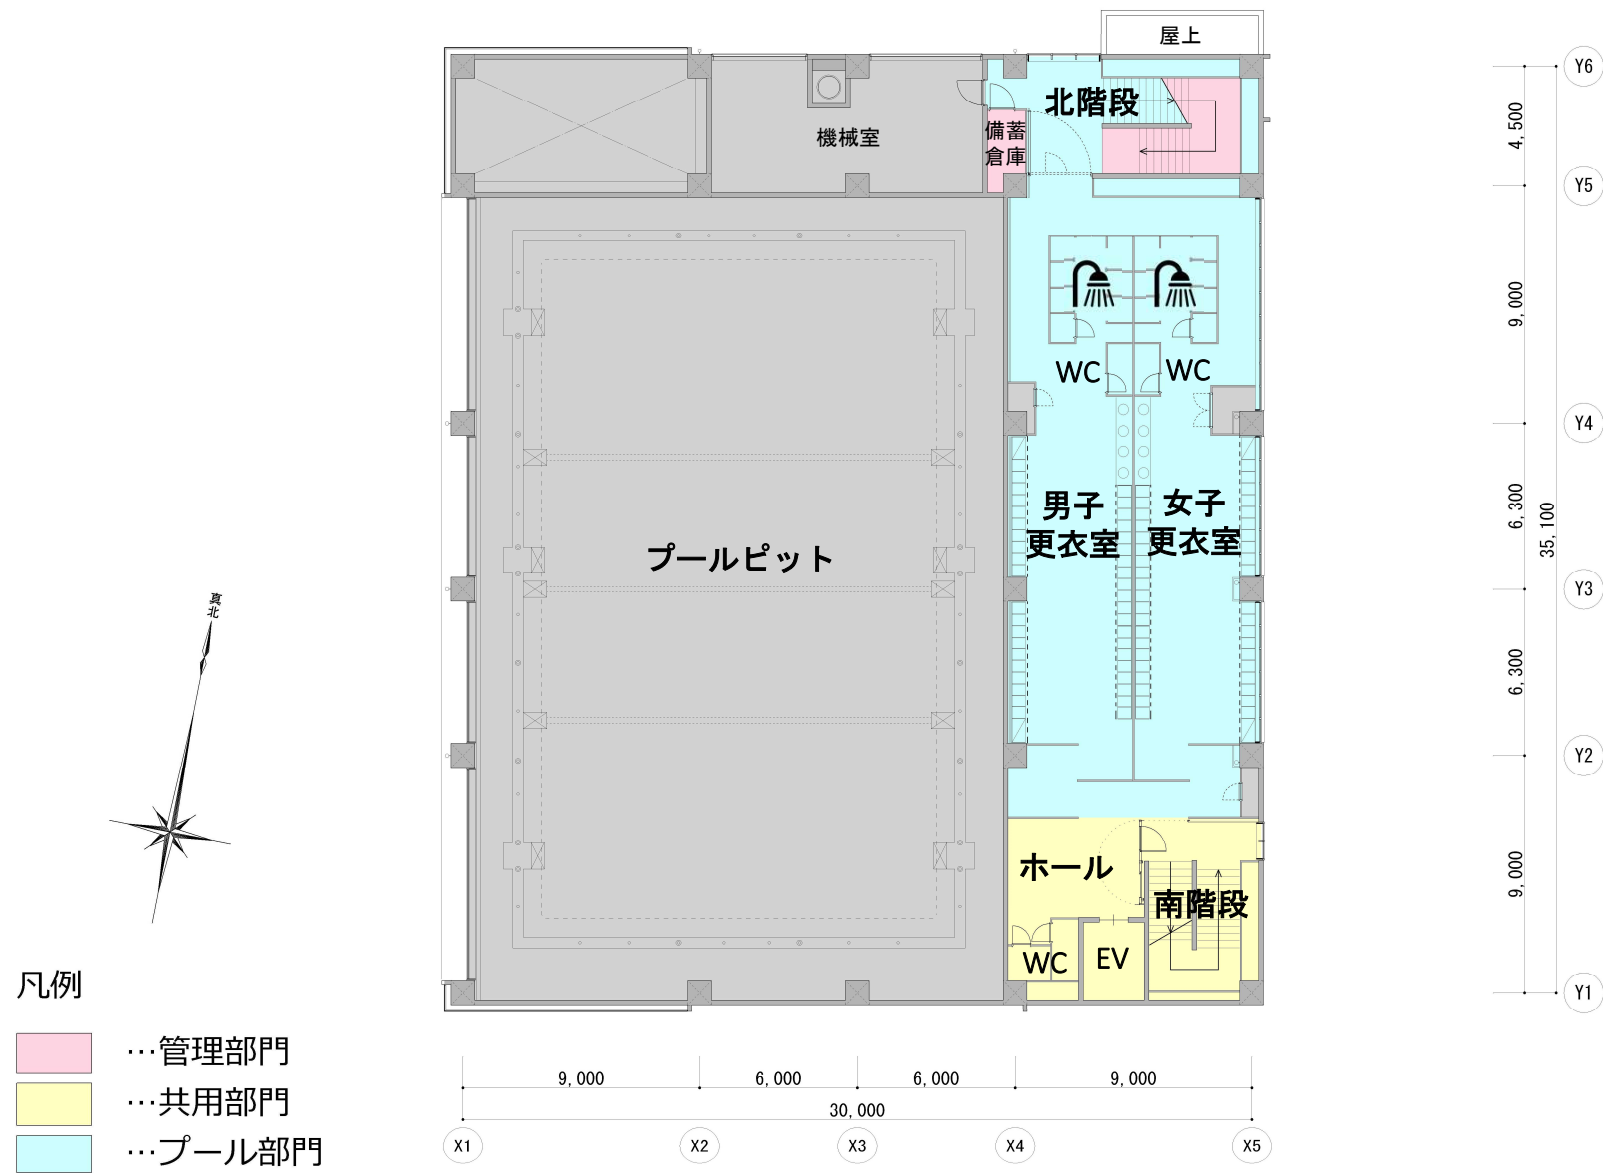 屋上
Y6
北階段
4,500
備蓄
倉庫
機械室
Y5
9,000
WC
WC
Y4
男子
更衣室
女子
更衣室
6,300
35,100
プールピット
Y3
真北
6,300
Y2
ホール
南階段
9,000
WC
EV
Y1
凡例
…管理部門
…共用部門
…プール部門
9,000
6,000
6,000
9,000
30,000
X1
X2
X3
X4
X5